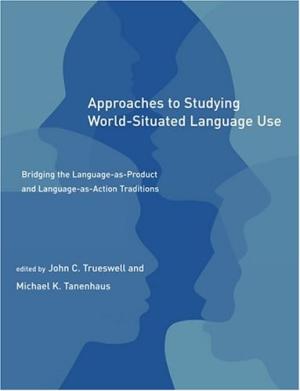 Approaches to Studying
World-Situated Language Use
Bridging the Language-as-Product
and Language-as-Action Traditions
edited by John C. Trueswell and
Michael K. Tanenhaus